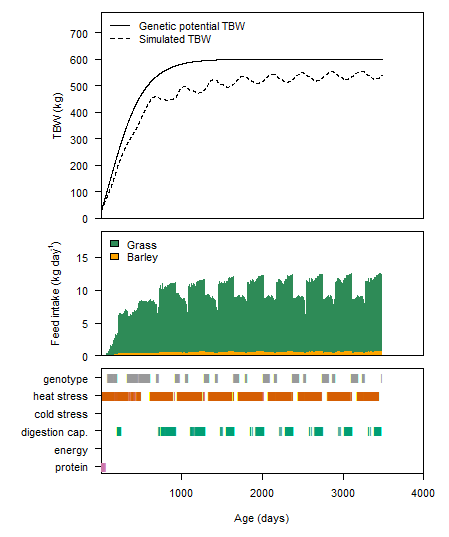 Genetic potential TBW
Simulated TBW
700
600
500
400
300
200
100
0
TBW (kg)
Grass
Barley
15
10
5
0
Feed intake (kg day⁻¹)
genotype
heat stress
cold stress
digestion cap.
energy
protein
1000 2000 3000 4000
Age (days)